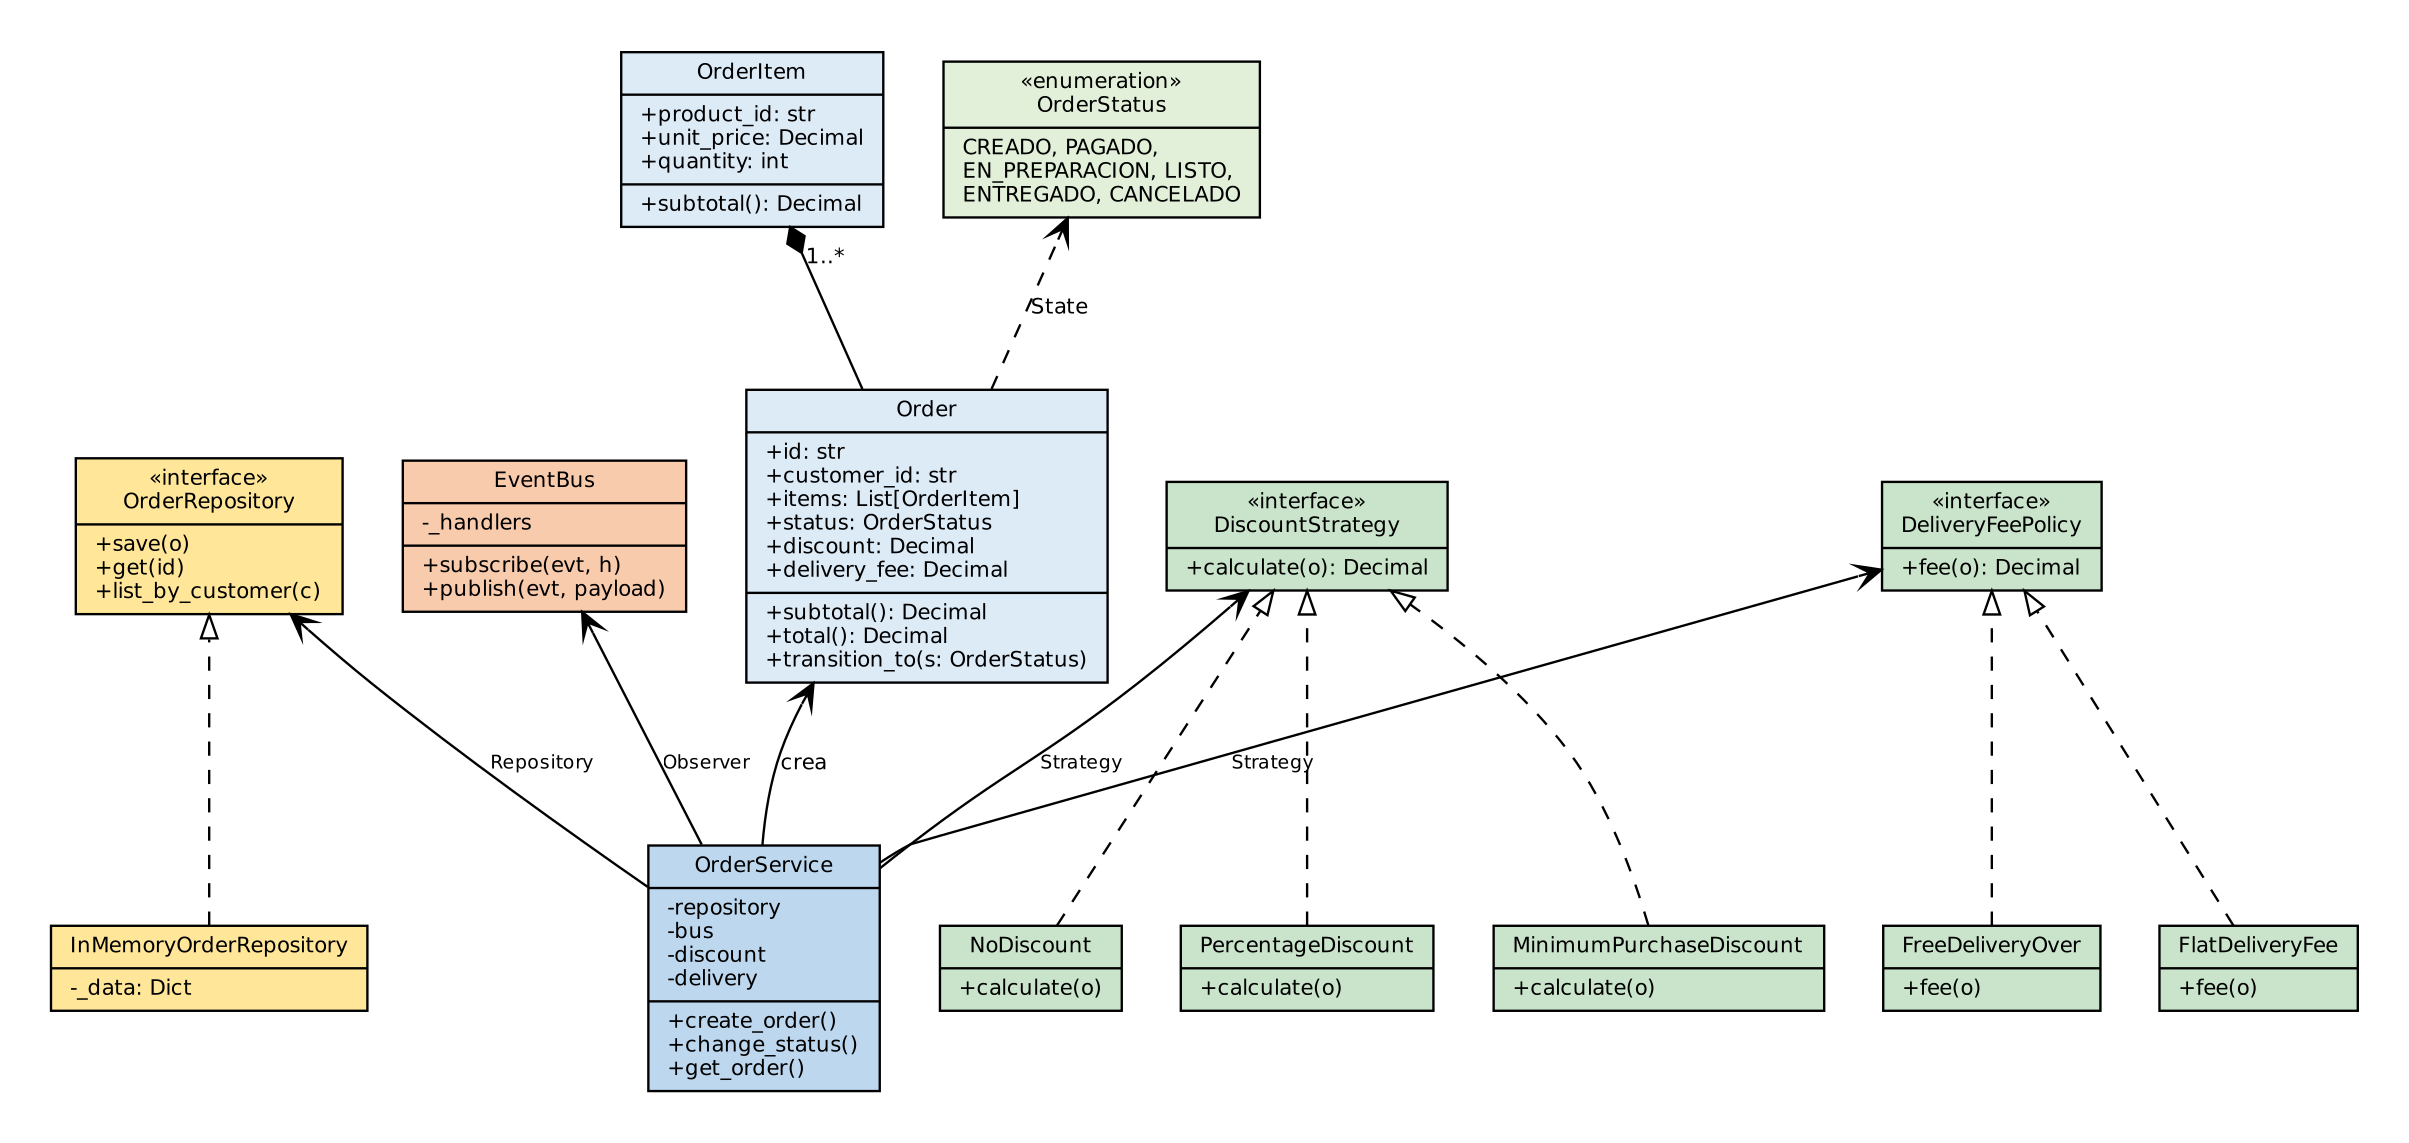 OrderItem
+product_id: str
+unit_price: Decimal
+quantity: int
+subtotal(): Decimal
«enumeration»
OrderStatus
CREADO, PAGADO,
EN_PREPARACION, LISTO,
ENTREGADO, CANCELADO
1..*
State
Order
+id: str
+customer_id: str
+items: List[OrderItem]
+status: OrderStatus
+discount: Decimal
+delivery_fee: Decimal
+subtotal(): Decimal
+total(): Decimal
+transition_to(s: OrderStatus)
«interface»
OrderRepository
+save(o)
+get(id)
+list_by_customer(c)
EventBus
-_handlers
+subscribe(evt, h)
+publish(evt, payload)
«interface»
DiscountStrategy
+calculate(o): Decimal
«interface»
DeliveryFeePolicy
+fee(o): Decimal
Repository
Observer
crea
Strategy
Strategy
InMemoryOrderRepository
-_data: Dict
OrderService
-repository
-bus
-discount
-delivery
+create_order()
+change_status()
+get_order()
NoDiscount
+calculate(o)
PercentageDiscount
+calculate(o)
MinimumPurchaseDiscount
+calculate(o)
FreeDeliveryOver
+fee(o)
FlatDeliveryFee
+fee(o)